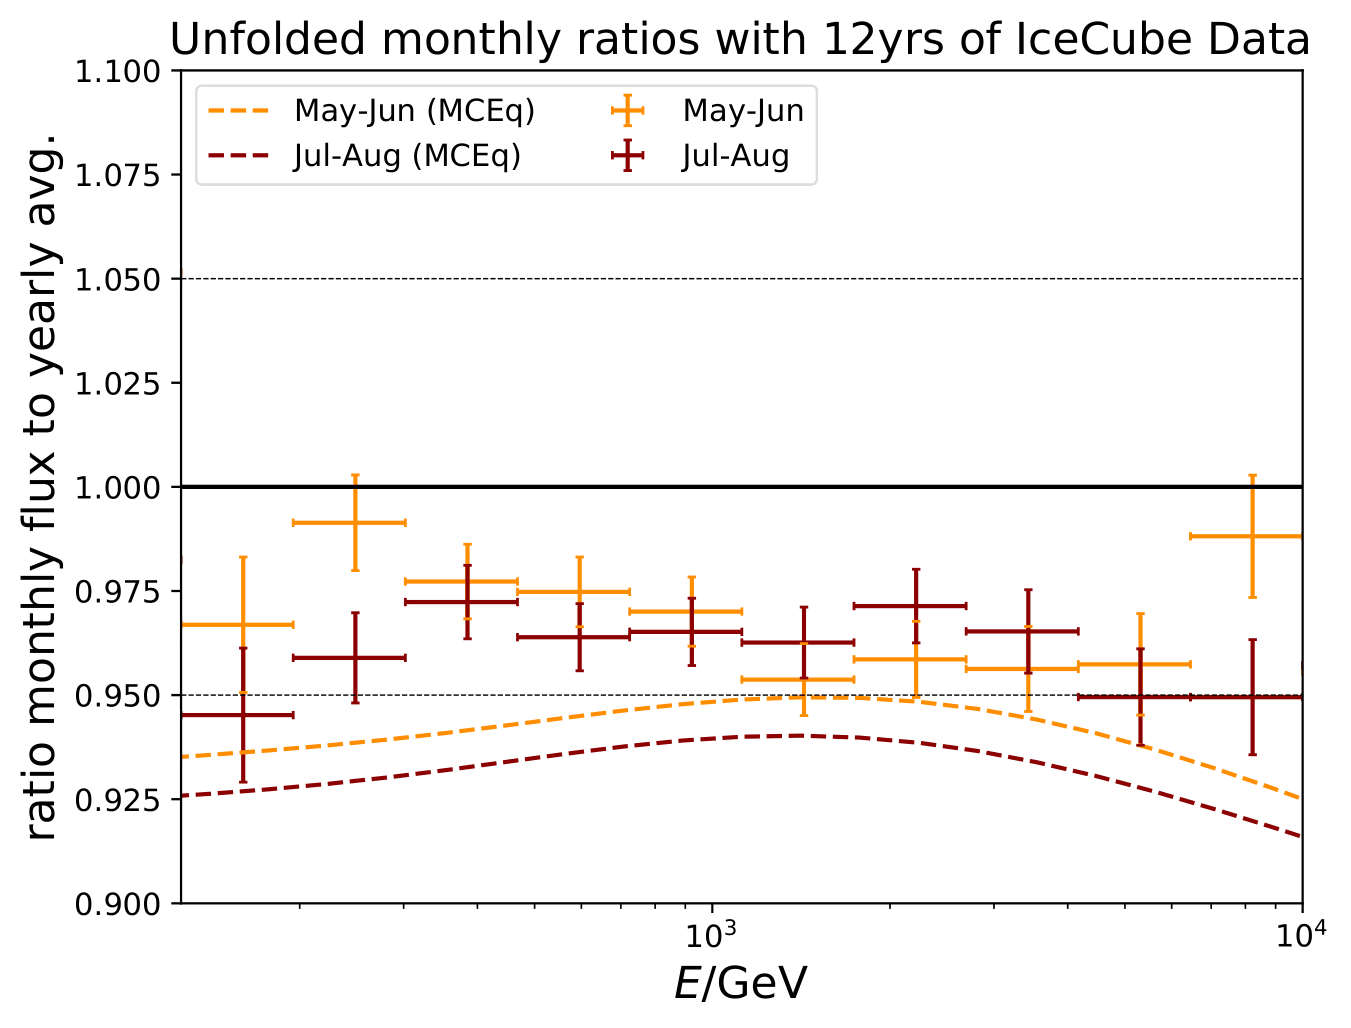 Unfolded monthly ratios with 12yrs of IceCube Data
ratio monthly flux to yearly avg.
1.100
1.075
1.050
1.025
1.000
0.975
0.950
0.925
0.900
May-Jun (MCEq)
Jul-Aug (MCEq)
May-Jun
Jul-Aug
10³
10⁴
E/GeV